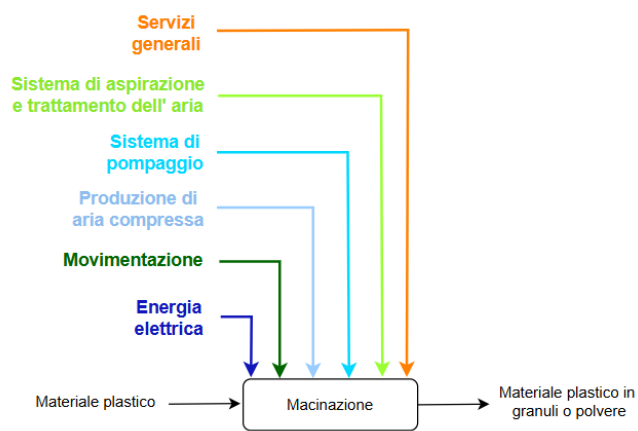 Servizi
generali
Sistema di aspirazione
e trattamento dell' aria
Sistema di
pompaggio
Produzione di
aria compressa
Movimentazione
Energia
elettrica
Materiale plastico
Macinazione
Materiale plastico in
granuli o polvere